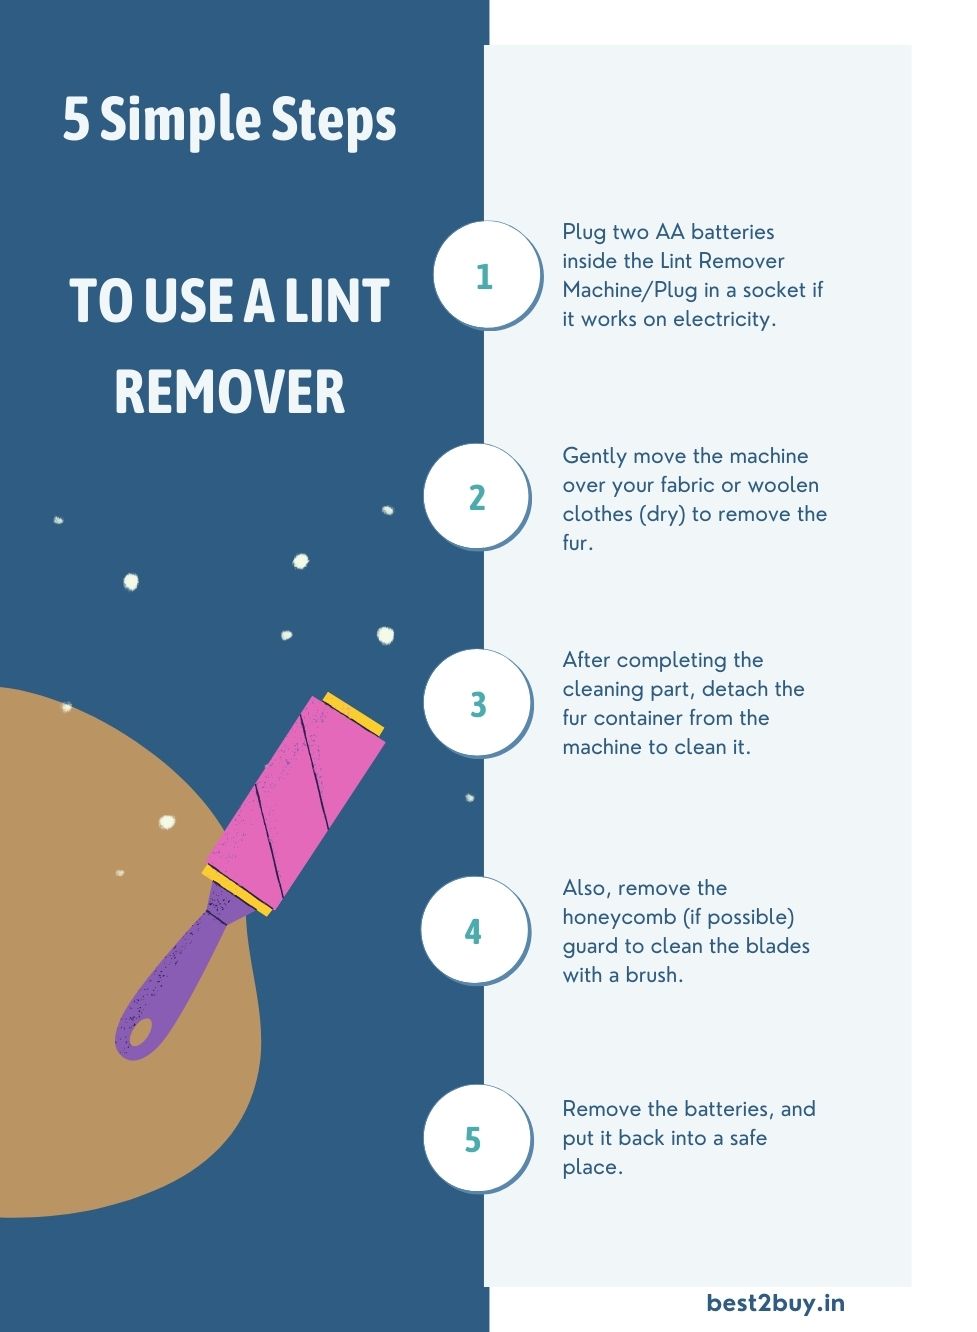 5 Simple Steps
TO USE A LINT
REMOVER
1
Plug two AA batteries
inside the Lint Remover
Machine/Plug in a socket if
it works on electricity.
2
Gently move the machine
over your fabric or woolen
clothes (dry) to remove the
fur.
3
After completing the
cleaning part, detach the
fur container from the
machine to clean it.
4
Also, remove the
honeycomb (if possible)
guard to clean the blades
with a brush.
5
Remove the batteries, and
put it back into a safe
place.
best2buy.in